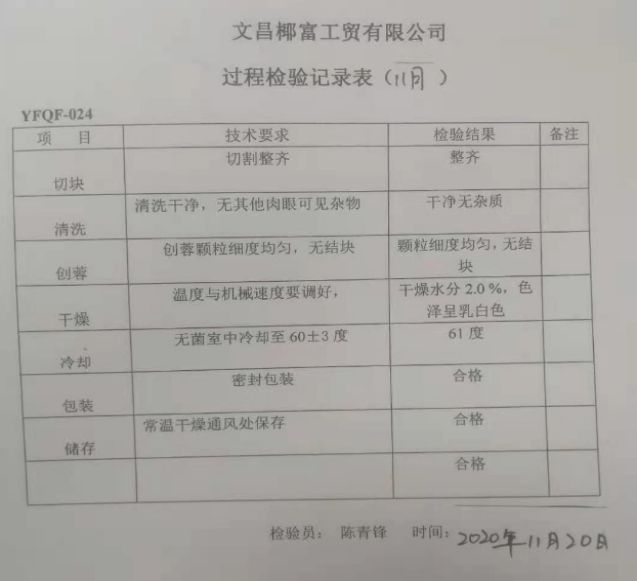 文昌椰富工贸有限公司
过程检验记录表（11月）
YFQF-024
项 目 技术要求 检验结果 备注
切块 切割整齐 整齐
清洗 清洗干净，无其他肉眼可见杂物 干净无杂质
创蓉 创蓉颗粒细度均匀，无结块 颗粒细度均匀，无结
块
干燥 温度与机械速度要调好， 干燥水分 2.0 %，色
泽呈乳白色
冷却 无菌室中冷却至 60±3 度 61 度
包装 密封包装 合格
储存 常温干燥通风处保存 合格
合格
检验员： 陈青锋 时间：2020年11月20日